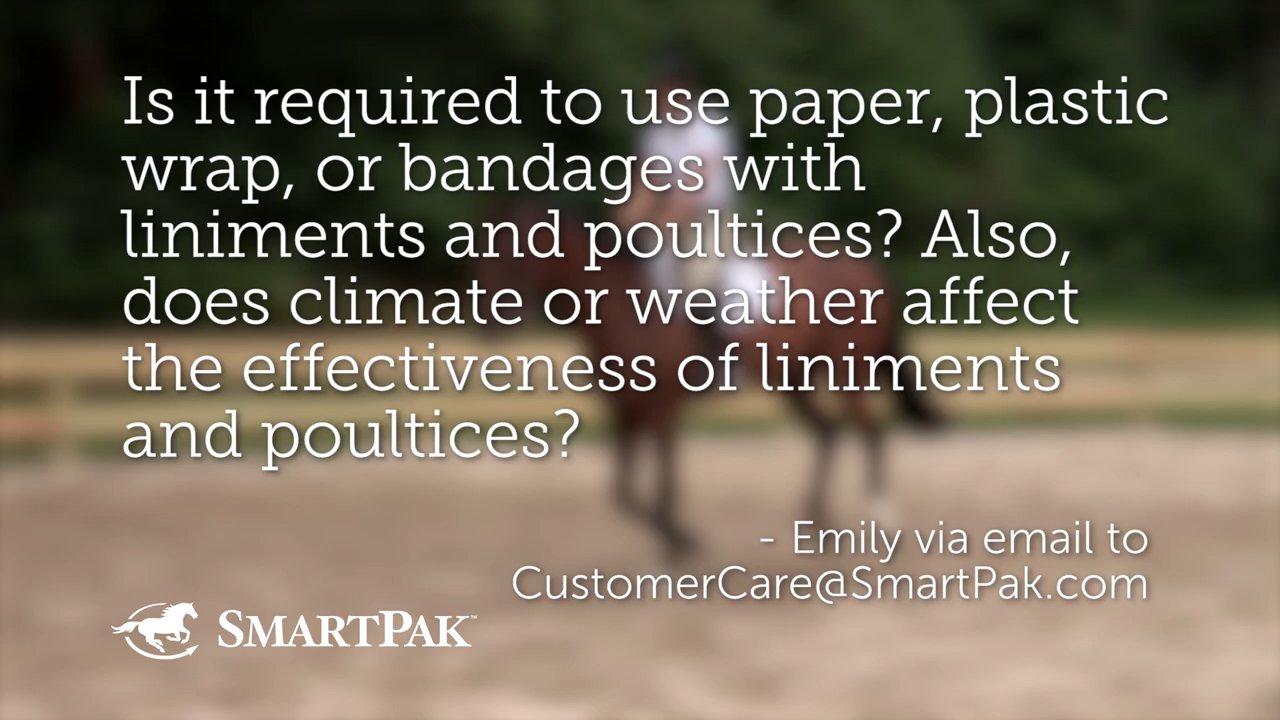 Is it required to use paper, plastic
wrap, or bandages with
liniments and poultices? Also,
does climate or weather affect
the effectiveness of liniments
and poultices?
- Emily via email to
CustomerCare@SmartPak.com
SMARTPAK™